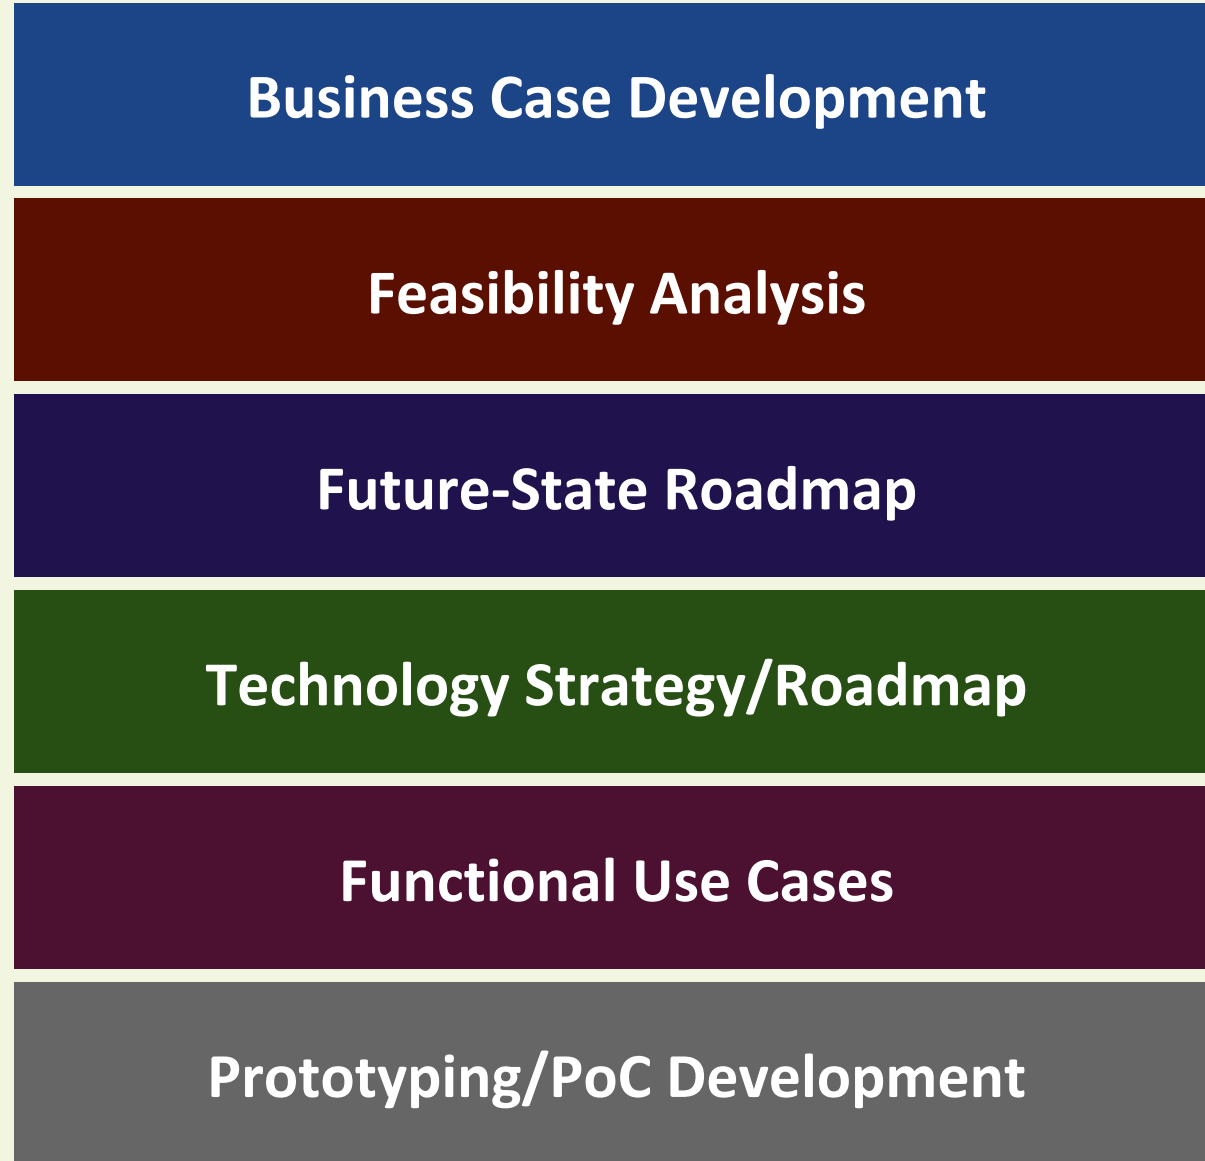 Business Case Development
Feasibility Analysis
Future-State Roadmap
Technology Strategy/Roadmap
Functional Use Cases
Prototyping/PoC Development